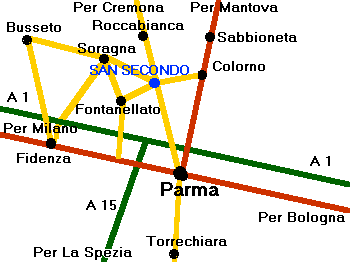 Per Cremona
Per Mantova
Busseto
Roccabianca
Sabbioneta
Soragna
SAN SECONDO
Colorno
A 1
Fontanellato
Per Milano
Fidenza
A 1
Parma
A 15
Per Bologna
Per La Spezia
Torrechiara